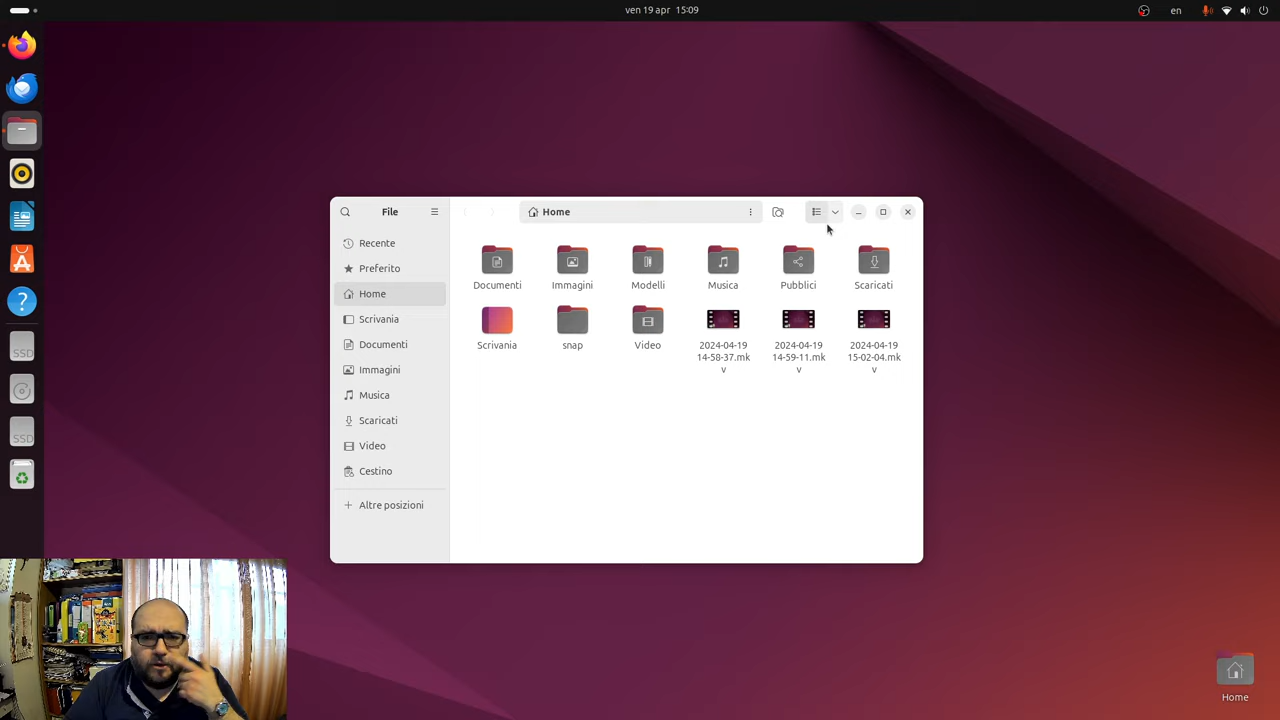 ven 19 apr 15:09
en
File
Home
Recente
Preferito
Home
Scrivania
Documenti
Immagini
Musica
Scaricati
Video
Cestino
Altre posizioni
Documenti
Immagini
Modelli
Musica
Pubblici
Scaricati
Scrivania
snap
Video
2024-04-19
14-58-37.mk
v
2024-04-19
14-59-11.mk
v
2024-04-19
15-02-04.mk
v
SSD
SSD
Home